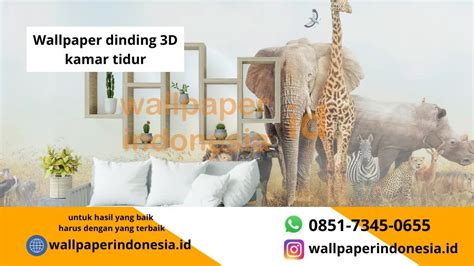 Wallpaper dinding 3D
kamar tidur
wallpaper
indonesia .id
untuk hasil yang baik
harus dengan yang terbaik
wallpaperindonesia.id
0851-7345-0655
wallpaperindonesia.id